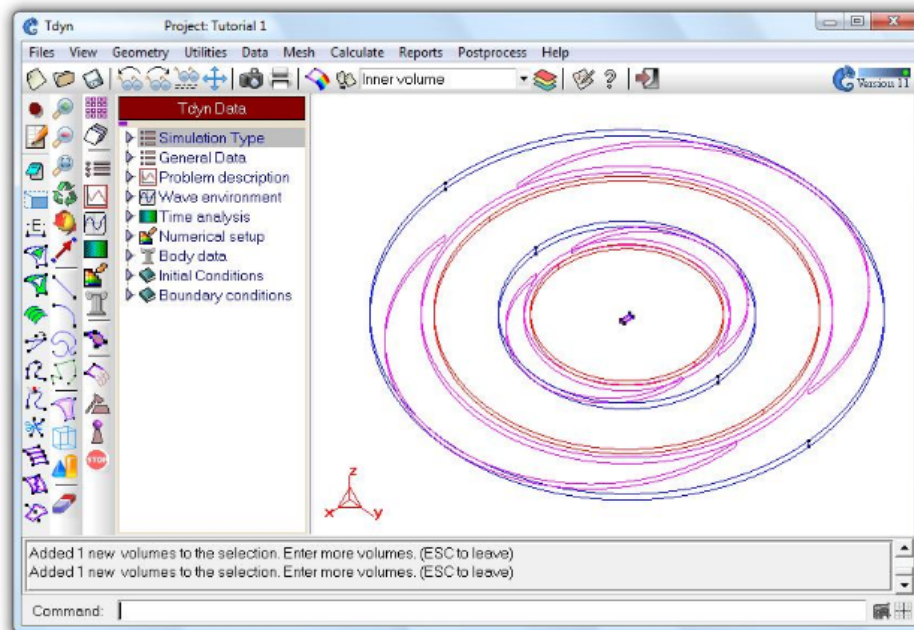 Tdyn Project: Tutorial 1
Files View Geometry Utilities Data Mesh Calculate Reports Postprocess Help
Inner volume
Version 11
Tdyn Data
Simulation Type
General Data
Problem description
Wave environment
Time analysis
Numerical setup
Body data
Initial Conditions
Boundary conditions
E
STOP
z
x
y
Added 1 new volumes to the selection. Enter more volumes. (ESC to leave)
Added 1 new volumes to the selection. Enter more volumes. (ESC to leave)
Command: